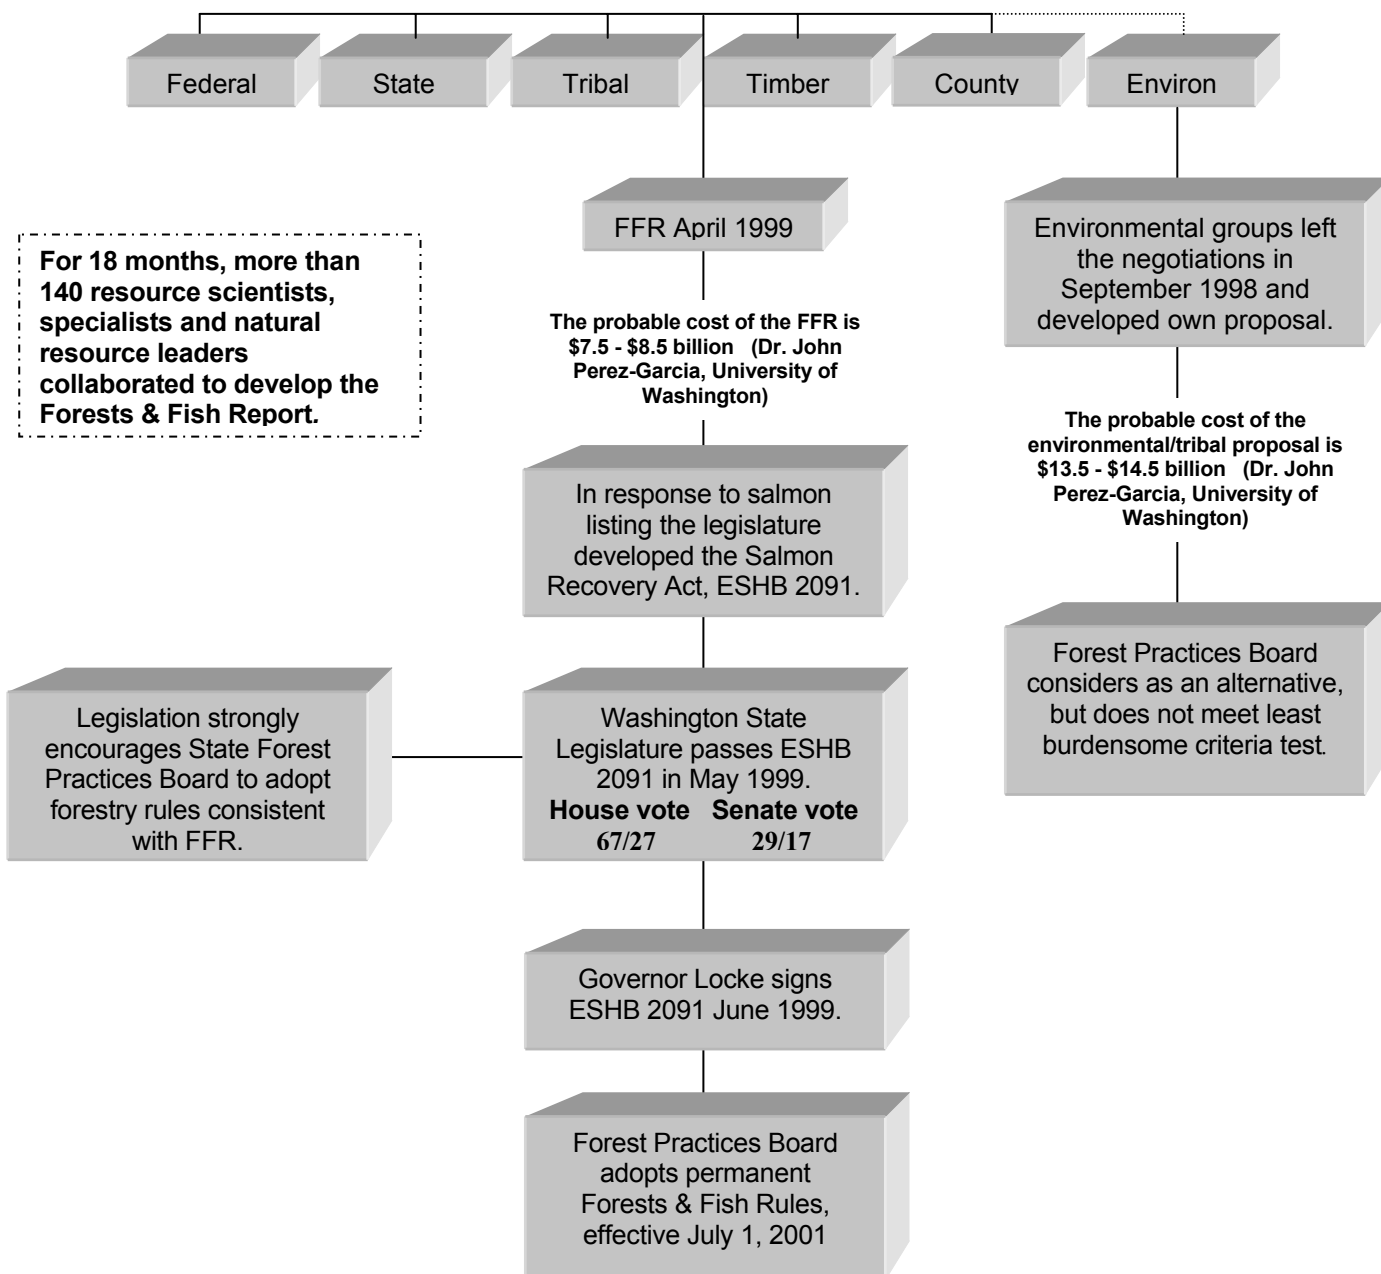 Federal
State
Tribal
Timber
County
Environ
FFR April 1999
For 18 months, more than
140 resource scientists,
specialists and natural
resource leaders
collaborated to develop the
Forests & Fish Report.
Environmental groups left
the negotiations in
September 1998 and
developed own proposal.
The probable cost of the FFR is
$7.5 - $8.5 billion (Dr. John
Perez-Garcia, University of
Washington)
The probable cost of the
environmental/tribal proposal is
$13.5 - $14.5 billion (Dr. John
Perez-Garcia, University of
Washington)
In response to salmon
listing the legislature
developed the Salmon
Recovery Act, ESHB 2091.
Forest Practices Board
considers as an alternative,
but does not meet least
burdensome criteria test.
Legislation strongly
encourages State Forest
Practices Board to adopt
forestry rules consistent
with FFR.
Washington State
Legislature passes ESHB
2091 in May 1999.
House vote Senate vote
67/27 29/17
Governor Locke signs
ESHB 2091 June 1999.
Forest Practices Board
adopts permanent
Forests & Fish Rules,
effective July 1, 2001